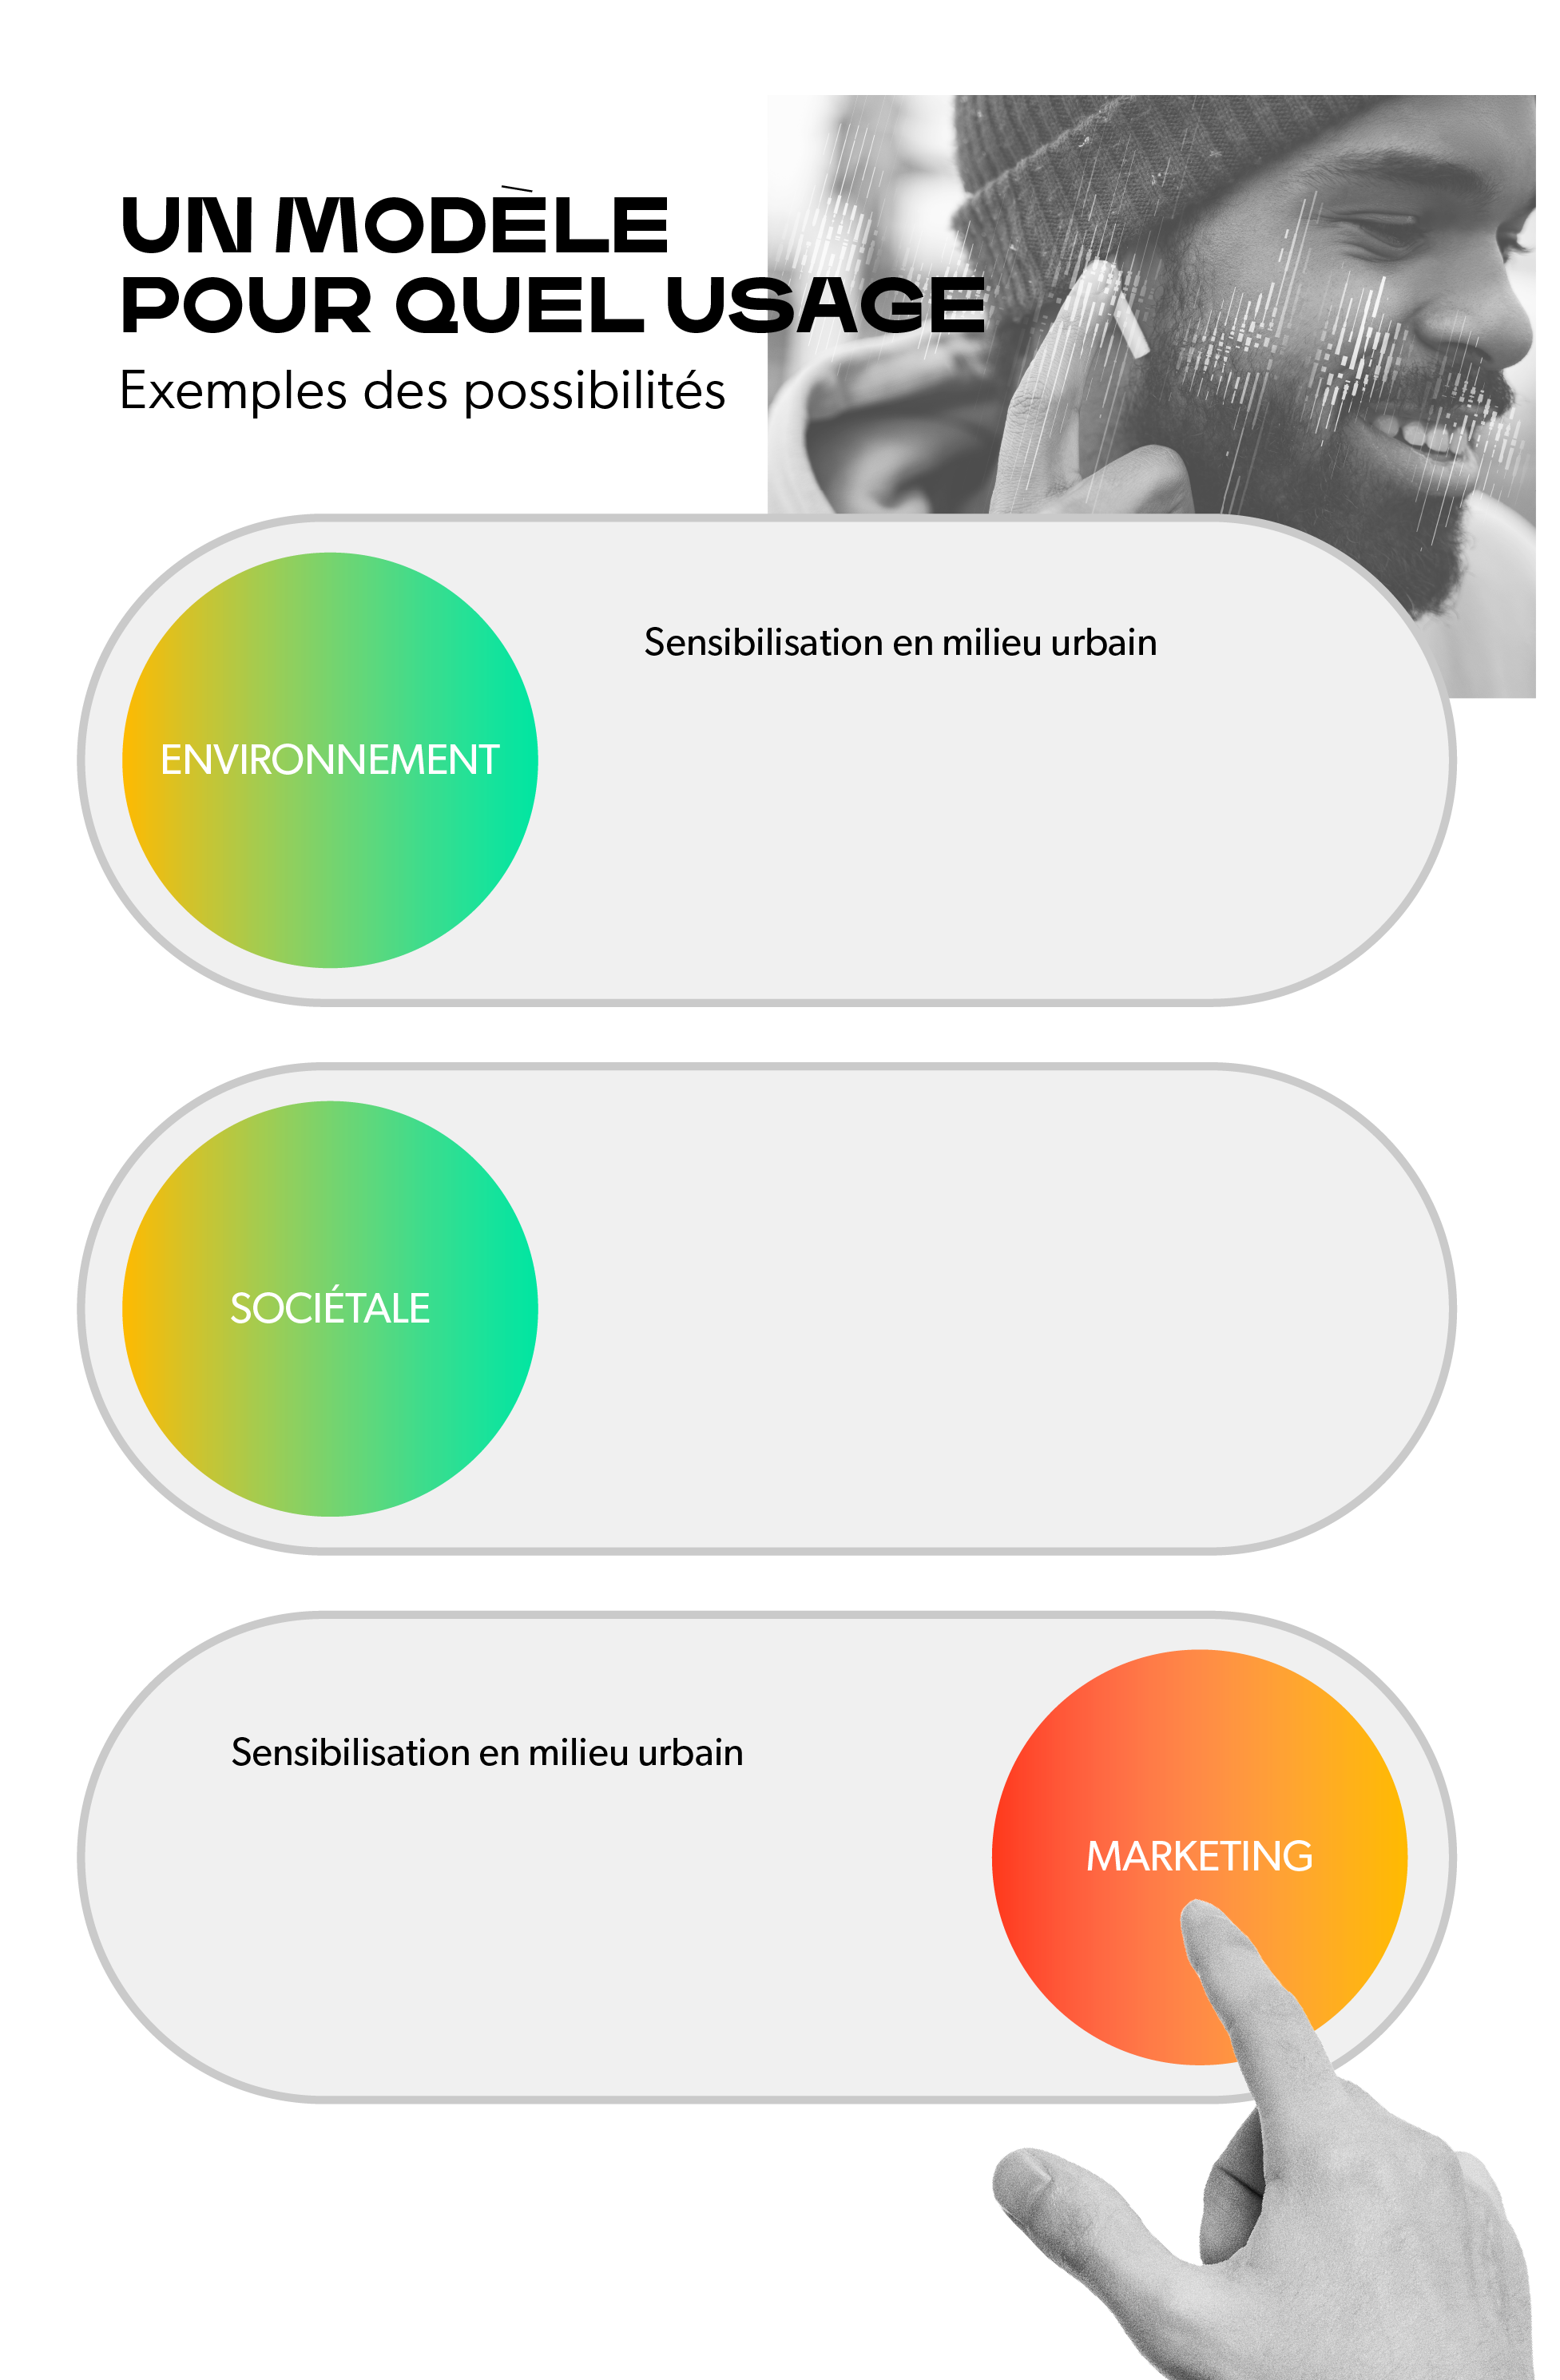 UN MODÈLE
POUR QUEL USAGE
Exemples des possibilités
Sensibilisation en milieu urbain
ENVIRONNEMENT
SOCIÉTALE
Sensibilisation en milieu urbain
MARKETING